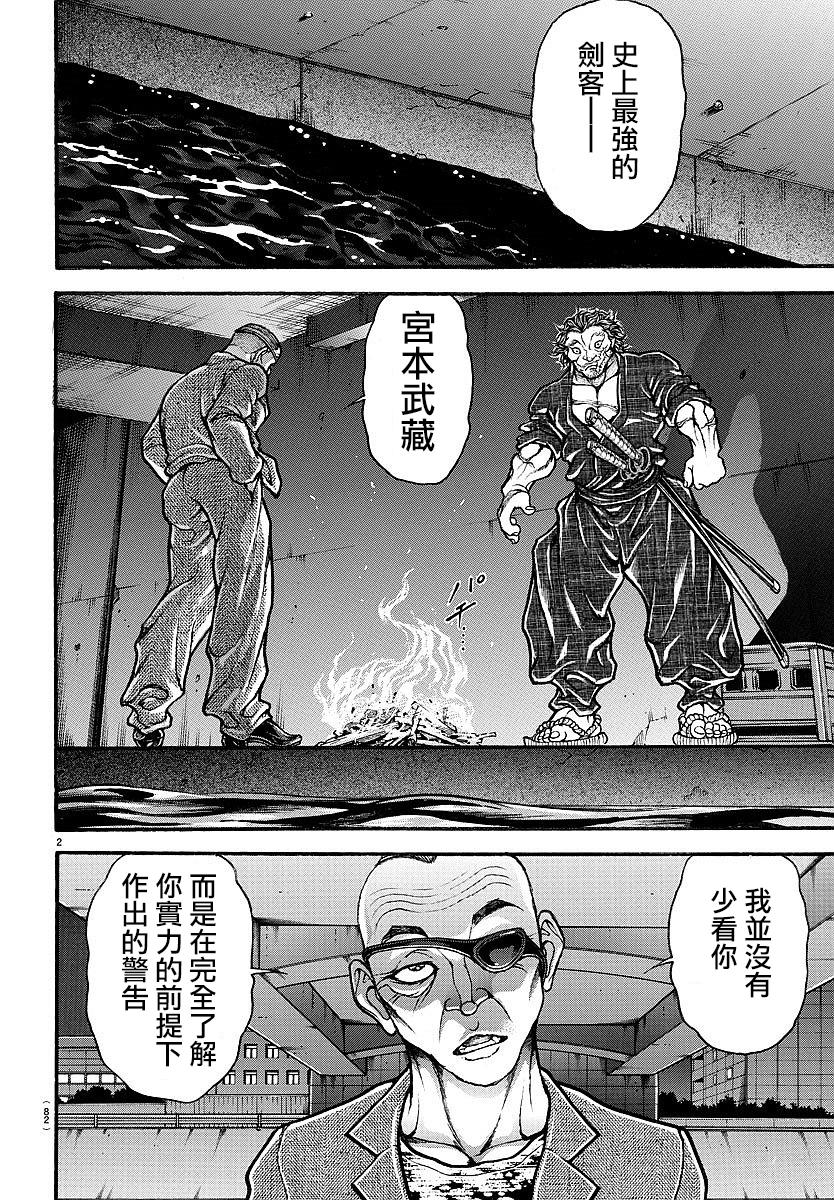 史上最強的
劍客——
宮本武藏
パチ…
2
我並沒有
少看你
而是在完全了解
你實力的前提下
作出的警告
(82)